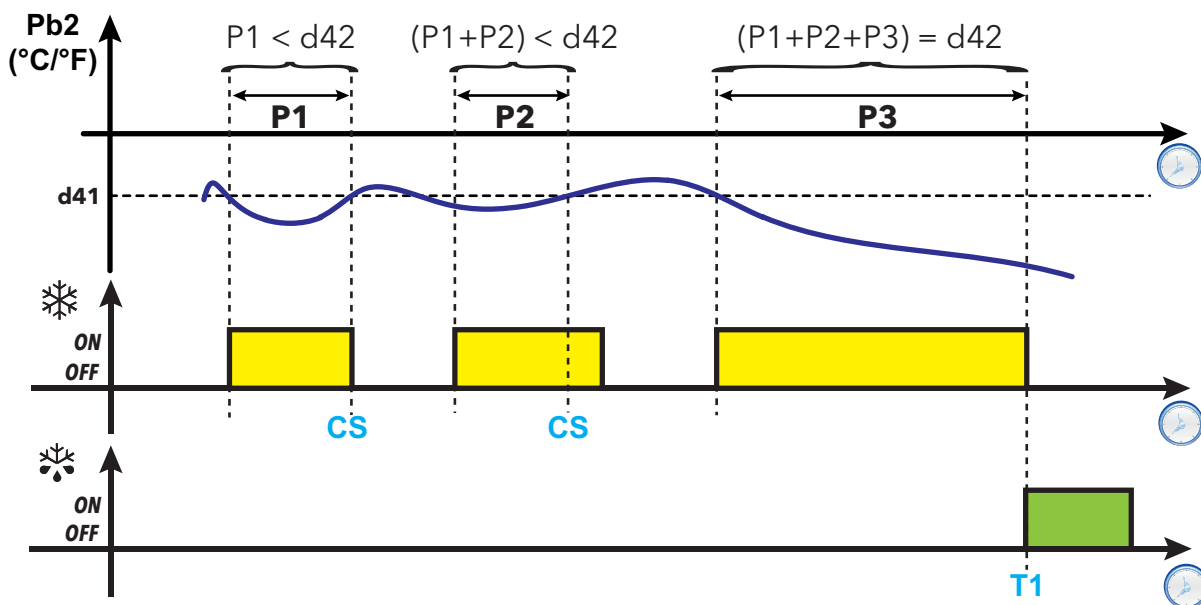 Pb2
(°C/°F)
P1 < d42
(P1+P2) < d42
(P1+P2+P3) = d42
P1
P2
P3
d41
ON
OFF
CS
CS
ON
OFF
T1